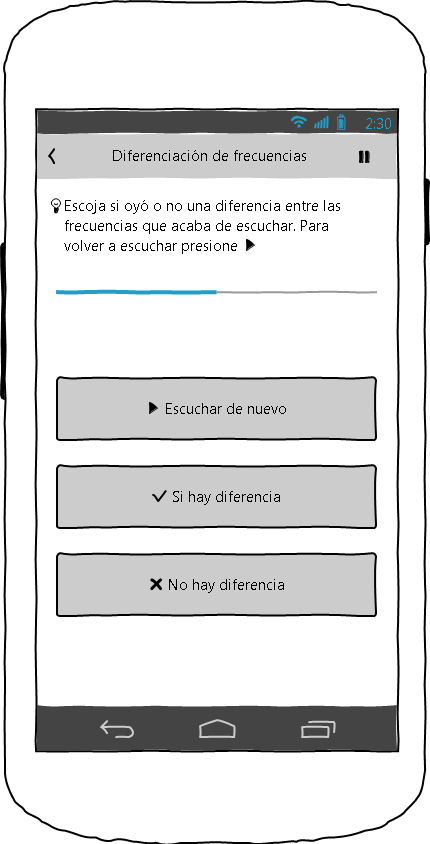 2:30
Diferenciación de frecuencias
Escoja si oyó o no una diferencia entre las
frecuencias que acaba de escuchar. Para
volver a escuchar presione
Escuchar de nuevo
Si hay diferencia
No hay diferencia